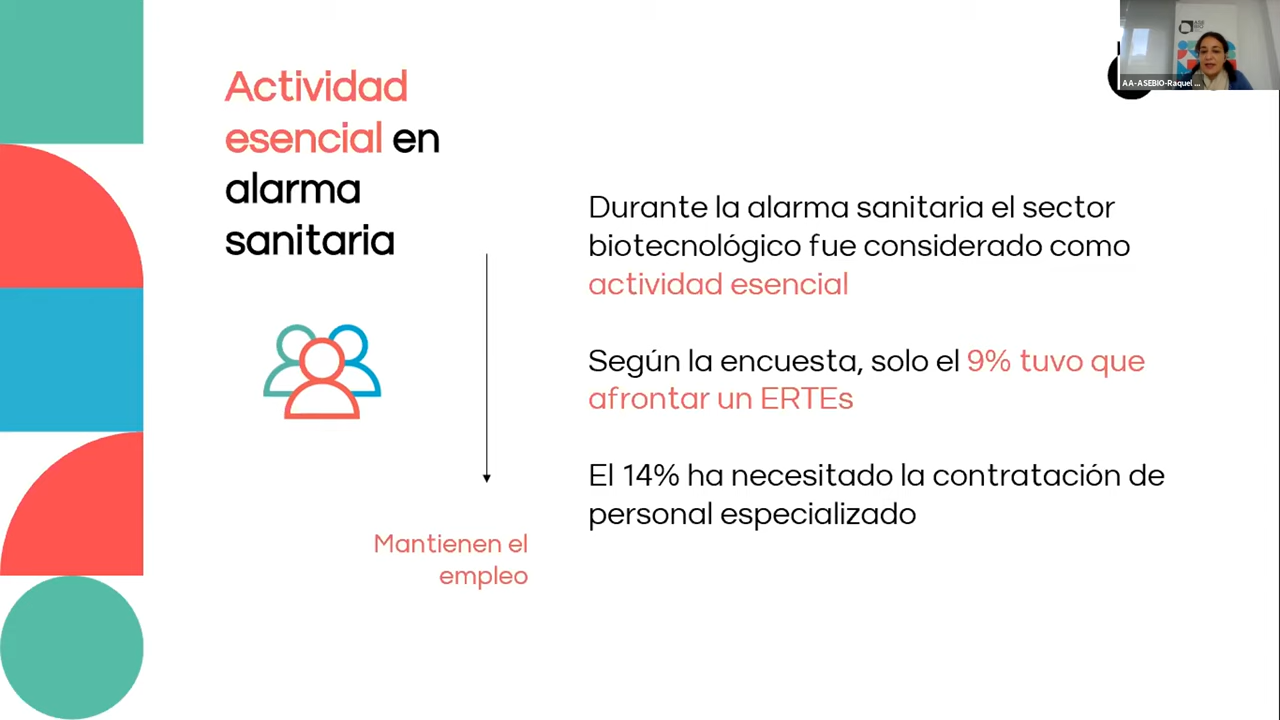 Actividad
esencial en
alarma
sanitaria
Durante la alarma sanitaria el sector
biotecnológico fue considerado como
actividad esencial
Según la encuesta, solo el 9% tuvo que
afrontar un ERTEs
El 14% ha necesitado la contratación de
personal especializado
Mantienen el
empleo
ASE
BIO
AA-ASEBIO-Raquel ...